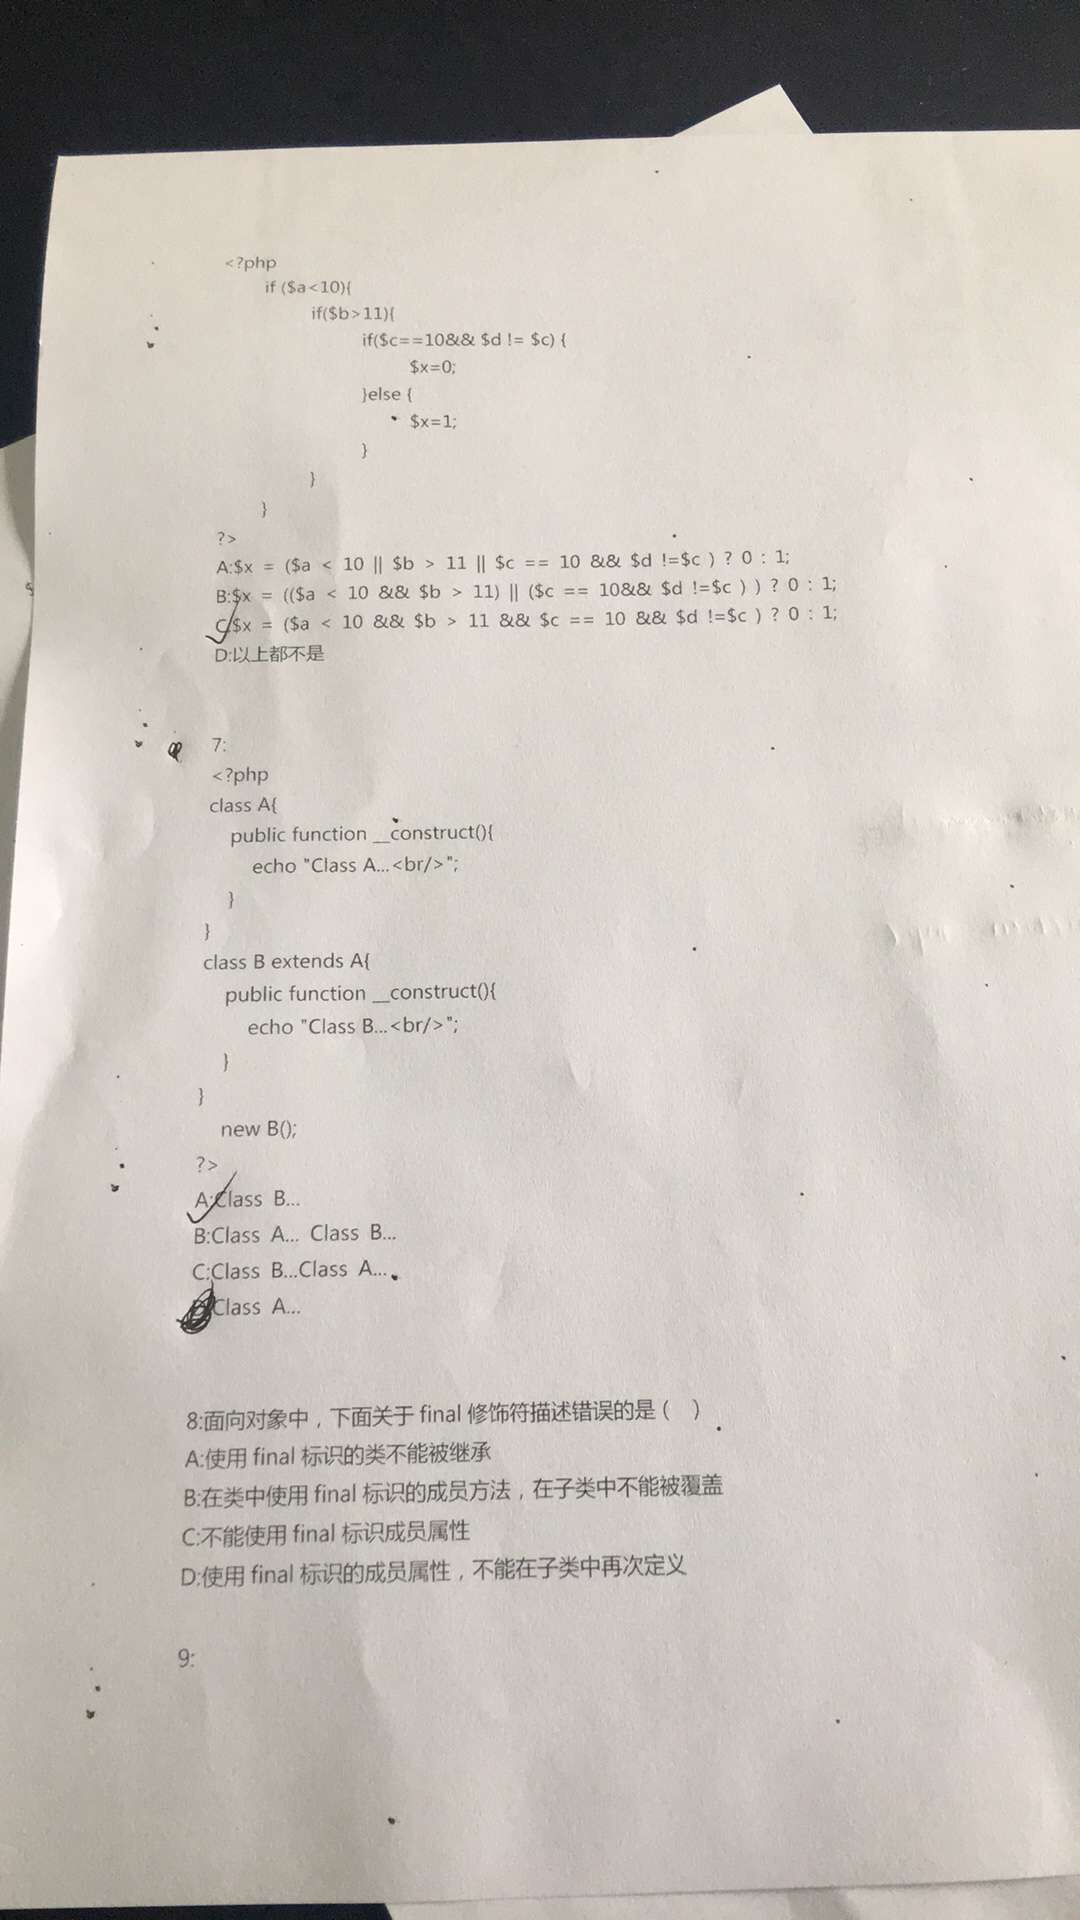 <?php
if ($a<10){
if($b>11){
if($c==10&& $d != $c) {
$x=0;
}else {
$x=1;
}
}
}
?>
A:$x = ($a < 10 || $b > 11 || $c == 10 && $d !=$c ) ? 0 : 1;
B:$x = (($a < 10 && $b > 11) || ($c == 10&& $d !=$c ) ) ? 0 : 1;
C:$x = ($a < 10 && $b > 11 && $c == 10 && $d !=$c ) ? 0 : 1;
D:以上都不是
7:
<?php
class A{
public function __construct(){
echo "Class A...<br/>";
}
}
class B extends A{
public function __construct(){
echo "Class B...<br/>";
}
}
new B();
?>
A:Class B...
B:Class A... Class B...
C:Class B...Class A...
Class A...
8:面向对象中，下面关于 final 修饰符描述错误的是（ ）
A:使用 final 标识的类不能被继承
B:在类中使用 final 标识的成员方法，在子类中不能被覆盖
C:不能使用 final 标识成员属性
D:使用 final 标识的成员属性，不能在子类中再次定义
9: